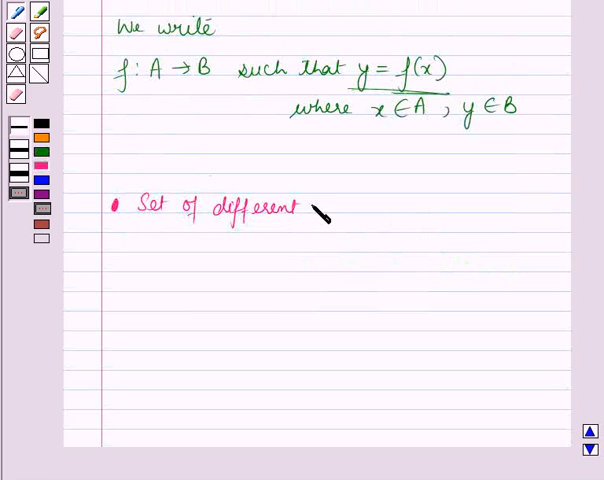 We write
f : A → B such that y = f(x)
where x ∈ A , y ∈ B
• Set of different